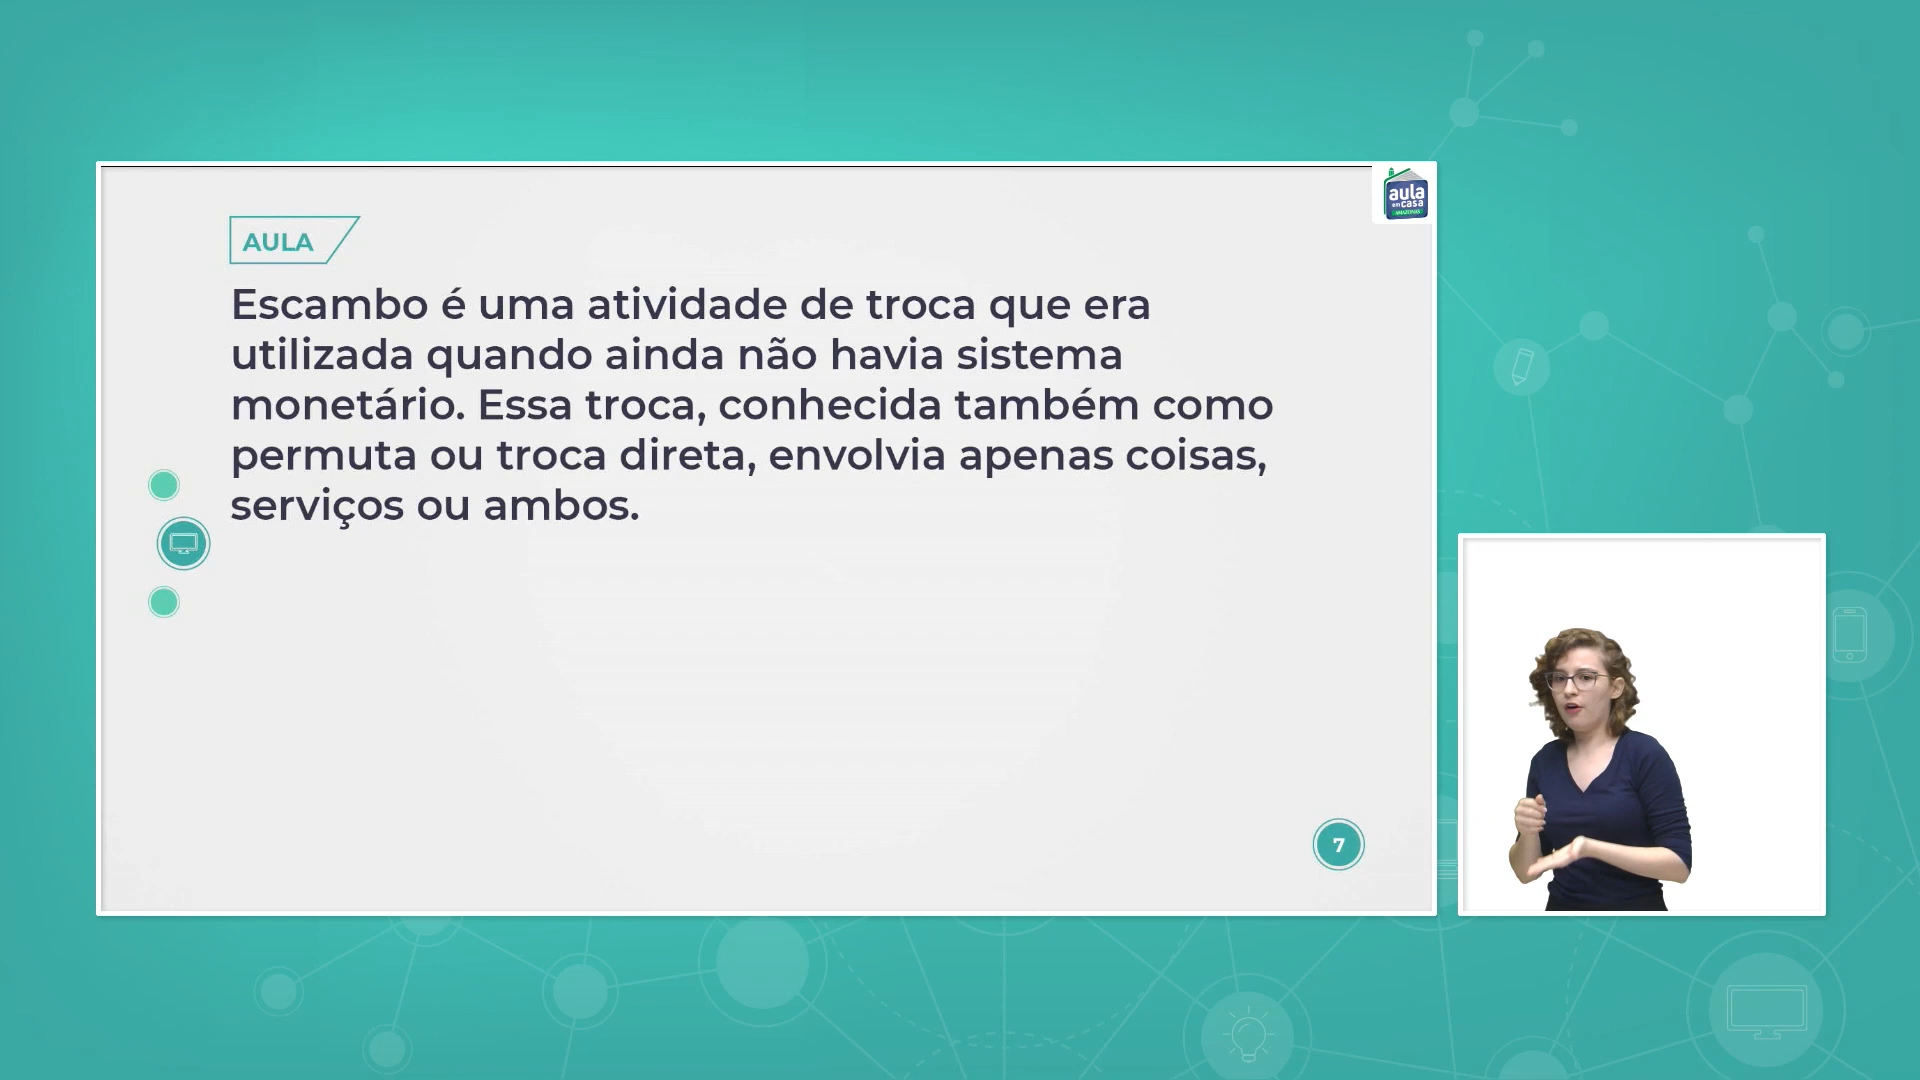 aula
em casa
AMAZONAS
AULA
Escambo é uma atividade de troca que era
utilizada quando ainda não havia sistema
monetário. Essa troca, conhecida também como
permuta ou troca direta, envolvia apenas coisas,
serviços ou ambos.
7